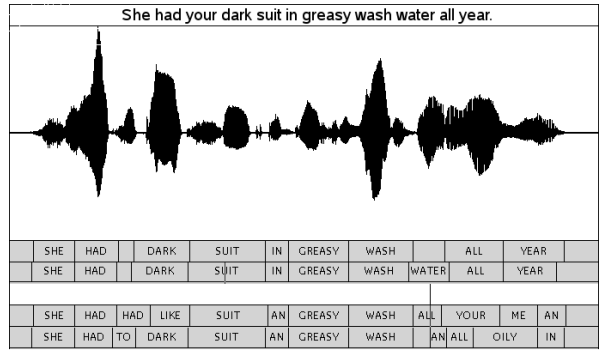 She had your dark suit in greasy wash water all year.
SHE HAD DARK SUIT IN GREASY WASH ALL YEAR
SHE HAD DARK SUIT IN GREASY WASH WATER ALL YEAR
SHE HAD HAD LIKE SUIT AN GREASY WASH ALL YOUR ME AN
SHE HAD TO DARK SUIT AN GREASY WASH AN ALL OILY IN